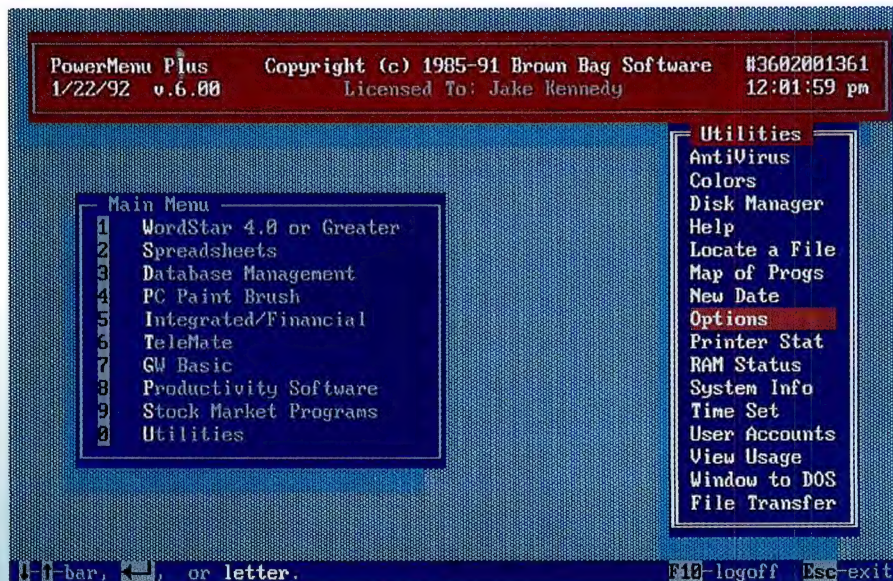 PowerMenu Plus Copyright (c) 1985-91 Brown Bag Software #3602001361
1/22/92 v.6.00 Licensed To: Jake Kennedy 12:01:59 pm
Main Menu
1 WordStar 4.0 or Greater
2 Spreadsheets
3 Database Management
4 PC Paint Brush
5 Integrated/Financial
6 TeleMate
7 GW Basic
8 Productivity Software
9 Stock Market Programs
0 Utilities
Utilities
AntiVirus
Colors
Disk Manager
Help
Locate a File
Map of Progs
New Date
Options
Printer Stat
RAM Status
System Info
Time Set
User Accounts
View Usage
Window to DOS
File Transfer
↓-↑-bar, ◄─┘, or letter. F10-logoff Esc-exit